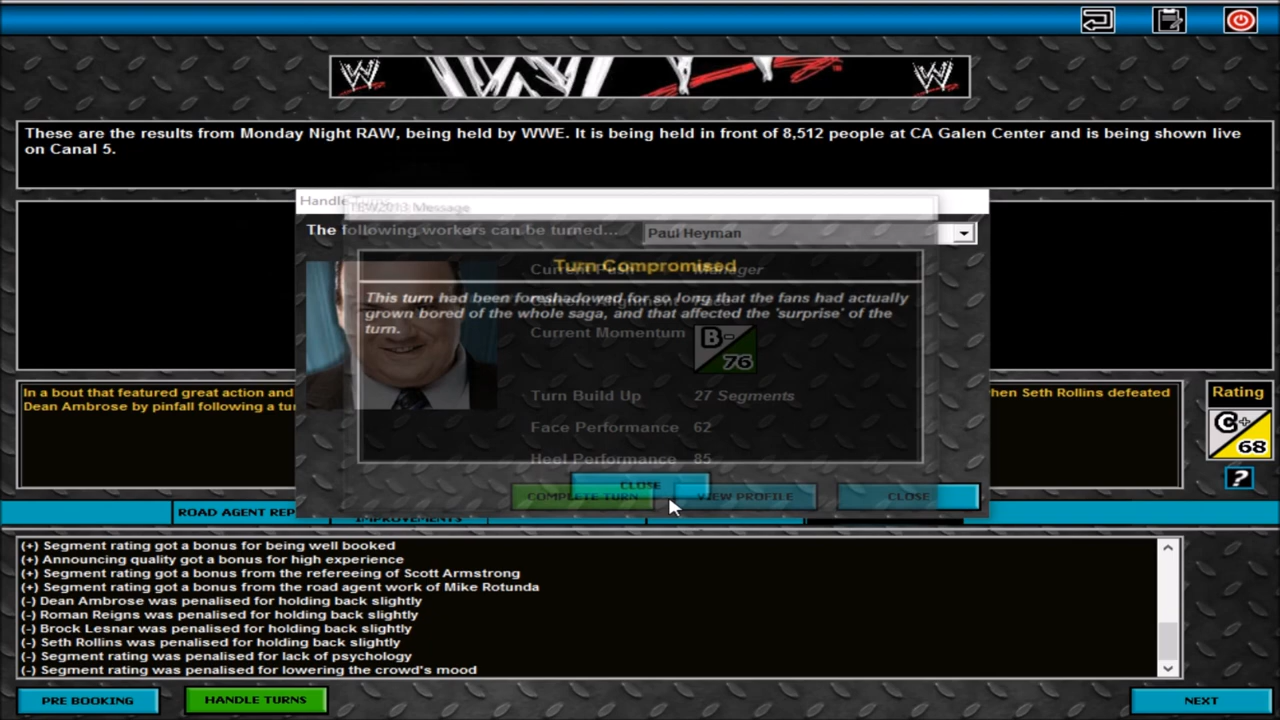 These are the results from Monday Night RAW, being held by WWE. It is being held in front of 8,512 people at CA Galen Center and is being shown live
on Canal 5.
Handle
TEW2013 Message
The following workers can be turned...
Paul Heyman
Turn Compromised
Current Push
Manager
This turn had been foreshadowed for so long that the fans had actually
grown bored of the whole saga, and that affected the 'surprise' of the
turn.
Current Alignment
Current Momentum
B-
76
Turn Build Up
27 Segments
Face Performance
62
Heel Performance
85
CLOSE
COMPLETE TURN
VIEW PROFILE
CLOSE
In a bout that featured great action and
hen Seth Rollins defeated
Dean Ambrose by pinfall following a tu
Rating
C+
68
?
ROAD AGENT REP
IMPROVEMENTS
(+) Segment rating got a bonus for being well booked
(+) Announcing quality got a bonus for high experience
(+) Segment rating got a bonus from the refereeing of Scott Armstrong
(+) Segment rating got a bonus from the road agent work of Mike Rotunda
(-) Dean Ambrose was penalised for holding back slightly
(-) Roman Reigns was penalised for holding back slightly
(-) Brock Lesnar was penalised for holding back slightly
(-) Seth Rollins was penalised for holding back slightly
(-) Segment rating was penalised for lack of psychology
(-) Segment rating was penalised for lowering the crowd's mood
PRE BOOKING
HANDLE TURNS
NEXT